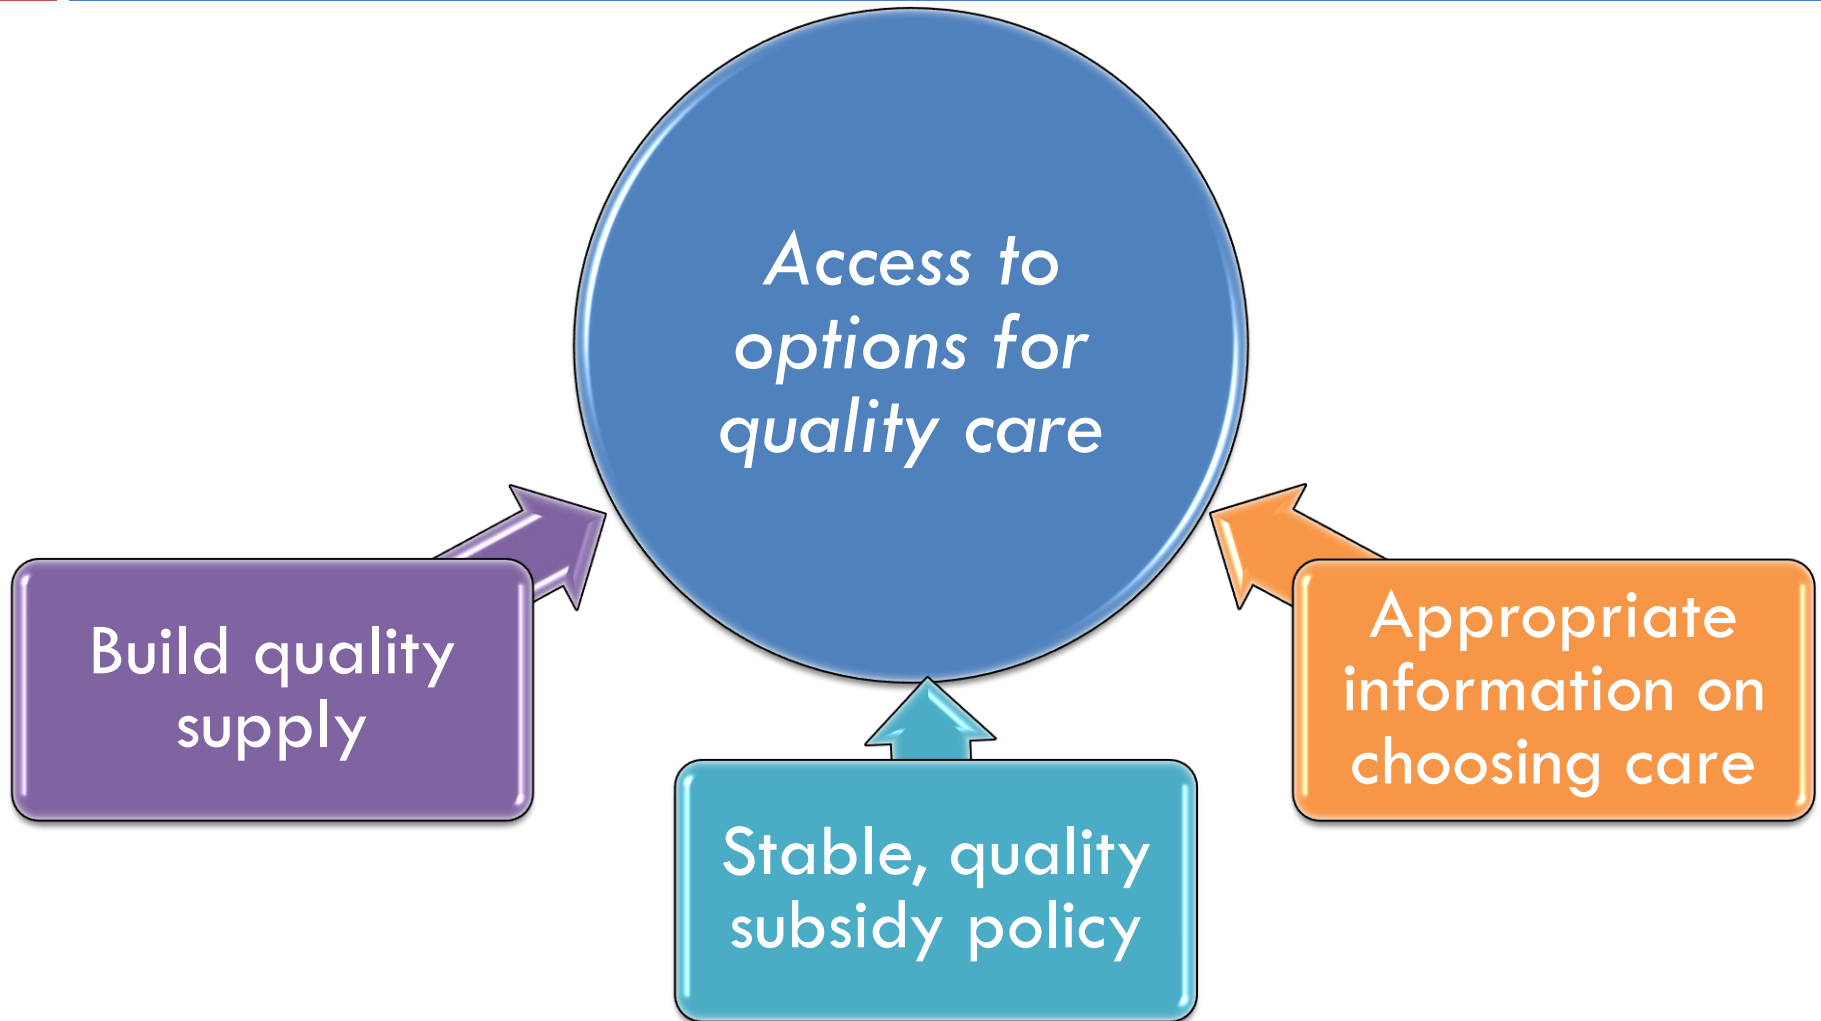 Access to
options for
quality care
Build quality
supply
Stable, quality
subsidy policy
Appropriate
information on
choosing care